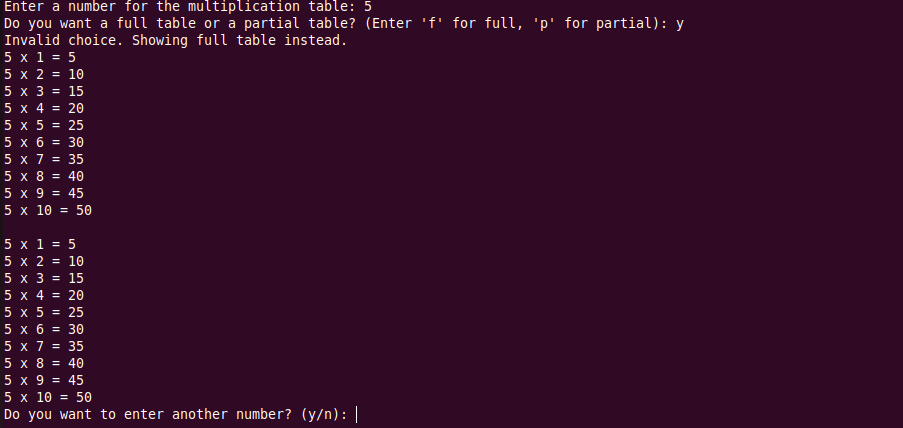 Enter a number for the multiplication table: 5
Do you want a full table or a partial table? (Enter 'f' for full, 'p' for partial): y
Invalid choice. Showing full table instead.
5 x 1 = 5
5 x 2 = 10
5 x 3 = 15
5 x 4 = 20
5 x 5 = 25
5 x 6 = 30
5 x 7 = 35
5 x 8 = 40
5 x 9 = 45
5 x 10 = 50

5 x 1 = 5
5 x 2 = 10
5 x 3 = 15
5 x 4 = 20
5 x 5 = 25
5 x 6 = 30
5 x 7 = 35
5 x 8 = 40
5 x 9 = 45
5 x 10 = 50
Do you want to enter another number? (y/n):